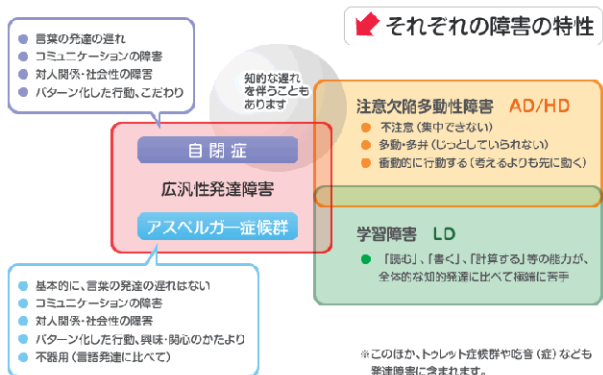 それぞれの障害の特性
● 言葉の発達の遅れ
● コミュニケーションの障害
● 対人関係・社会性の障害
● パターン化した行動、こだわり
知的な遅れ
を伴うことも
あります
自閉症
広汎性発達障害
アスペルガー症候群
● 基本的に、言葉の発達の遅れはない
● コミュニケーションの障害
● 対人関係・社会性の障害
● パターン化した行動、興味・関心のかたより
● 不器用(言語発達に比べて)
注意欠陥多動性障害 AD/HD
● 不注意(集中できない)
● 多動・多弁(じっとしていられない)
● 衝動的に行動する(考えるよりも先に動く)
学習障害 LD
● 「読む」、「書く」、「計算する」等の能力が、
全体的な知的発達に比べて極端に苦手
※このほか、トゥレット症候群や吃音(症)なども
発達障害に含まれます。